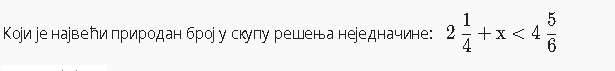 Који је највећи природан број у скупу решења неједначине: 2 1/4 + x < 4 5/6